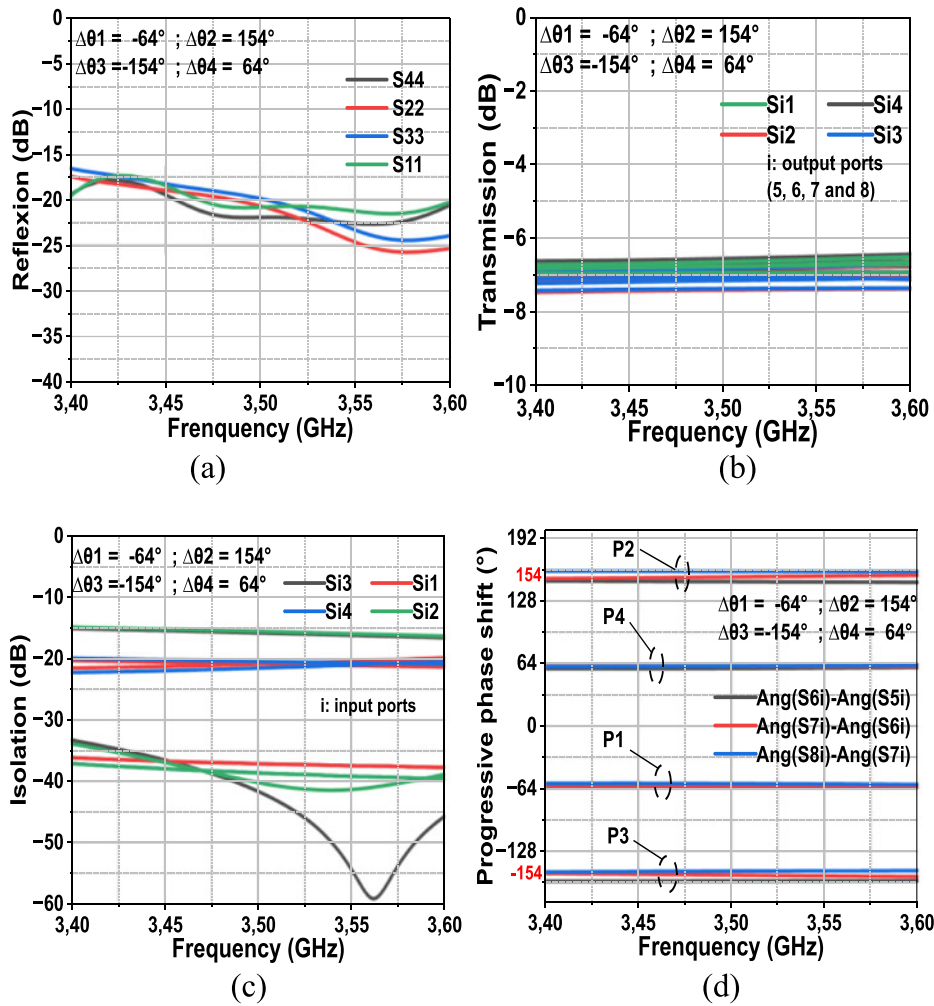 Δθ1 = -64° ; Δθ2 = 154°
Δθ3 =-154° ; Δθ4 = 64°
S44
S22
S33
S11
Reflexion (dB)
0
−5
−10
−15
−20
−25
−30
−35
−40
3,40
3,45
3,50
3,55
3,60
Frenquency (GHz)
(a)
Δθ1 = -64° ; Δθ2 = 154°
Δθ3 =-154° ; Δθ4 = 64°
Si1
Si4
Si2
Si3
i: output ports
(5, 6, 7 and 8)
Transmission (dB)
0
−2
−4
−6
−8
−10
3,40
3,45
3,50
3,55
3,60
Frenquency (GHz)
(b)
Δθ1 = -64° ; Δθ2 = 154°
Δθ3 =-154° ; Δθ4 = 64°
Si3
Si1
Si4
Si2
i: input ports
Isolation (dB)
0
−10
−20
−30
−40
−50
−60
3,40
3,45
3,50
3,55
3,60
Frequency (GHz)
(c)
P2
Δθ1 = -64° ; Δθ2 = 154°
Δθ3 =-154° ; Δθ4 = 64°
P4
Ang(S6i)-Ang(S5i)
Ang(S7i)-Ang(S6i)
Ang(S8i)-Ang(S7i)
P1
P3
Progressive phase shift (°)
192
154
128
64
0
−64
−128
-154
3,40
3,45
3,50
3,55
3,60
Frenquency (GHz)
(d)